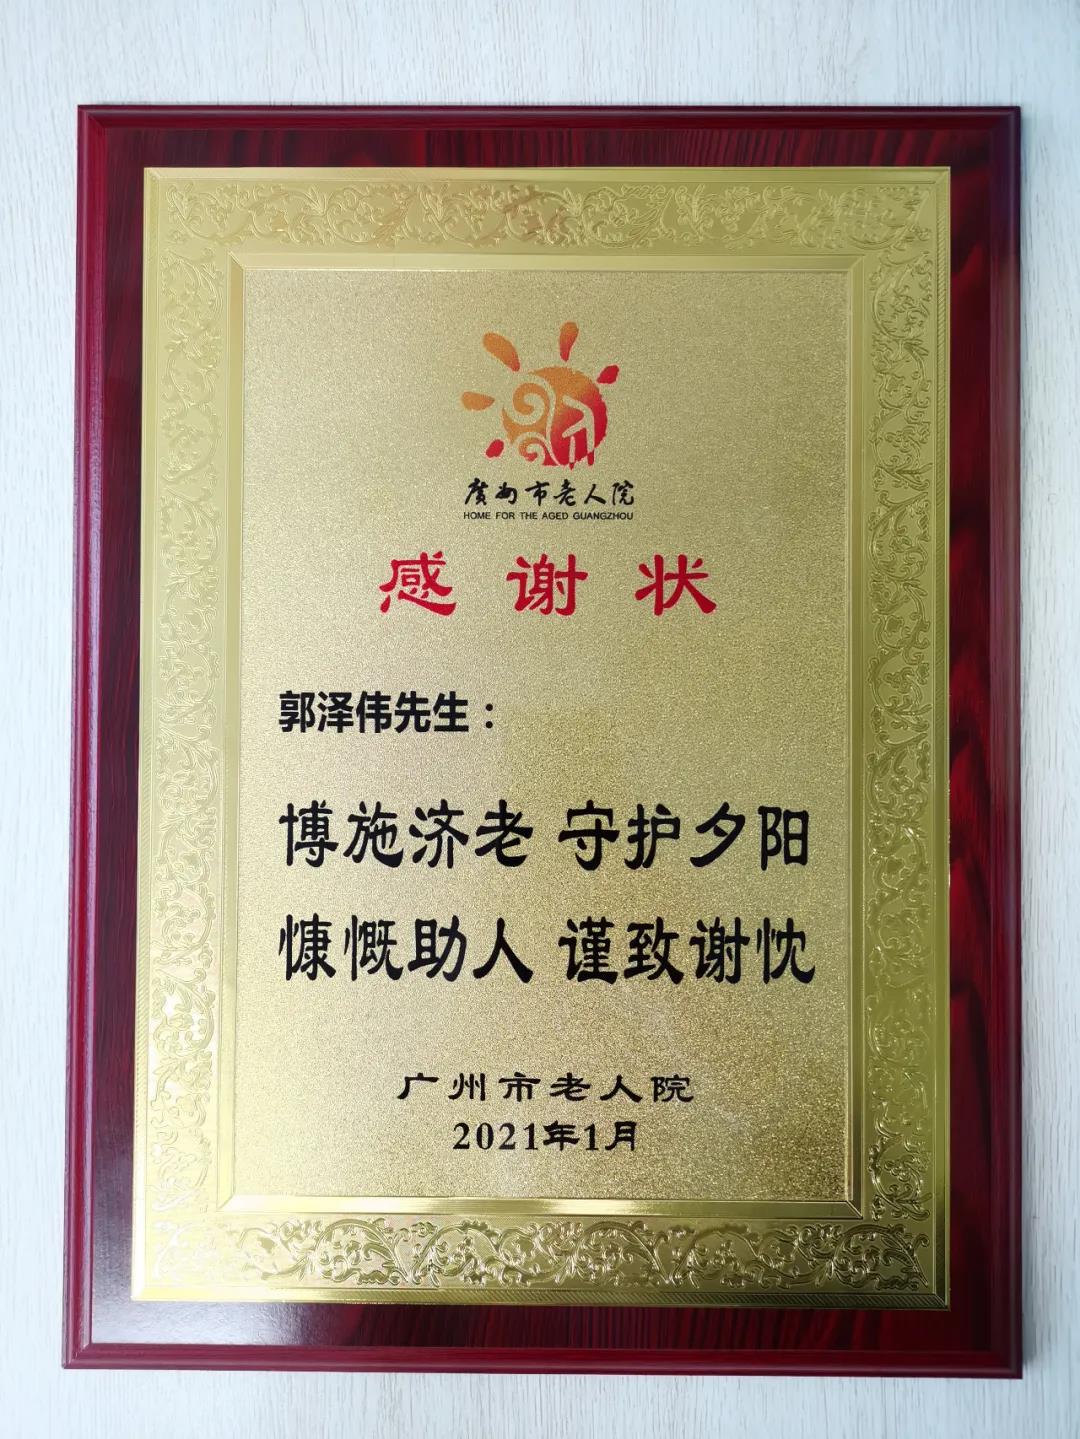 廣州市老人院
HOME FOR THE AGED GUANGZHOU
感谢状
郭泽伟先生：
博施济老 守护夕阳
慷慨助人 谨致谢忱
广州市老人院
2021年1月